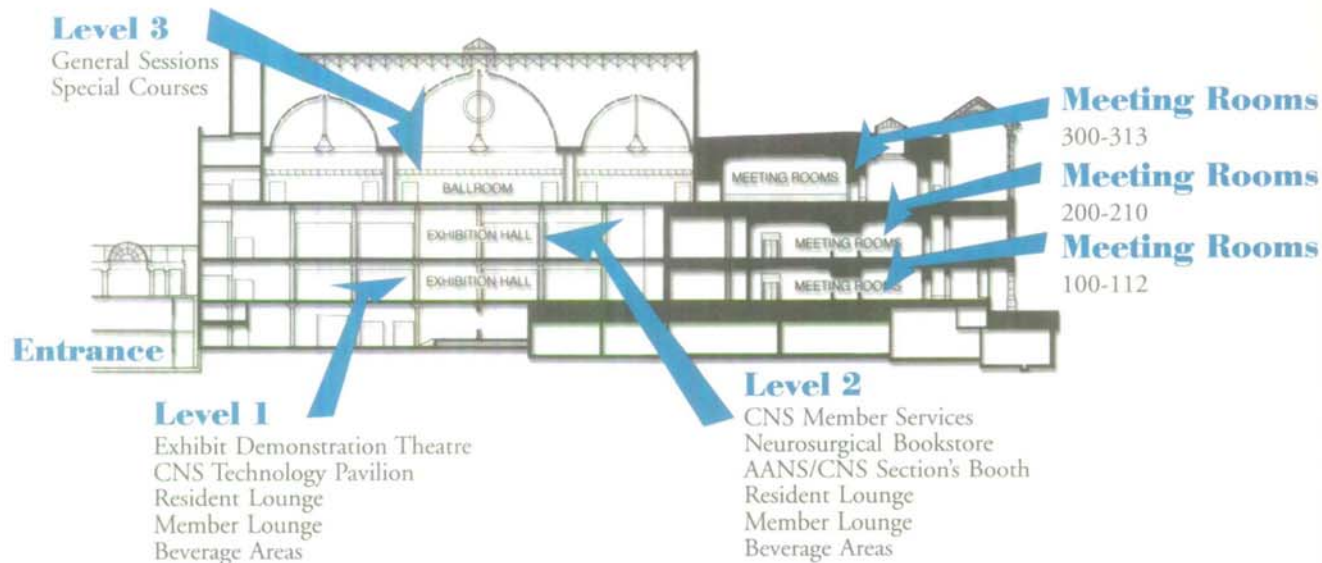 Level 3
General Sessions
Special Courses
Meeting Rooms
300-313
Meeting Rooms
200-210
Meeting Rooms
100-112
BALLROOM
MEETING ROOMS
EXHIBITION HALL
MEETING ROOMS
EXHIBITION HALL
MEETING ROOMS
Entrance
Level 1
Exhibit Demonstration Theatre
CNS Technology Pavilion
Resident Lounge
Member Lounge
Beverage Areas
Level 2
CNS Member Services
Neurosurgical Bookstore
AANS/CNS Section's Booth
Resident Lounge
Member Lounge
Beverage Areas